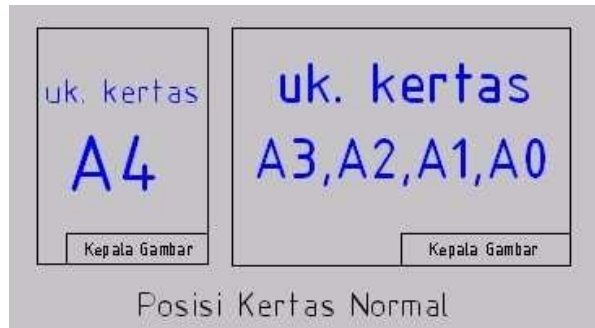 uk. kertas
A4
Kepala Gambar
uk. kertas
A3,A2,A1,A0
Kepala Gambar
Posisi Kertas Normal